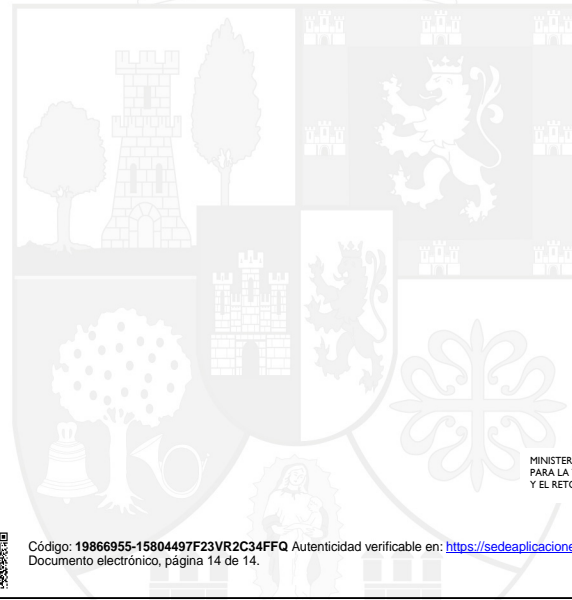 MINISTER
PARA LA
Y EL RETO
Código: 19866955-15804497F23VR2C34FFQ Autenticidad verificable en: https://sedeaplicacione
Documento electrónico, página 14 de 14.